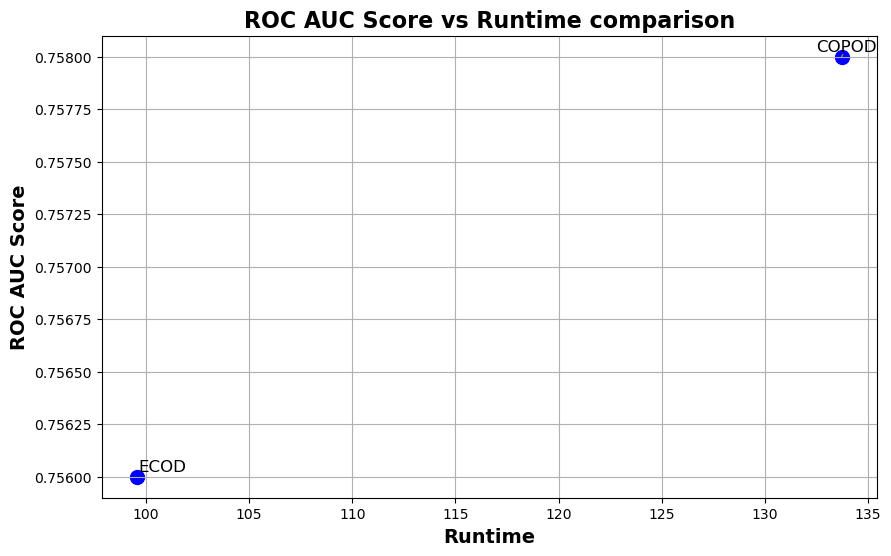 ROC AUC Score vs Runtime comparison
COPOD
0.75800
0.75775
0.75750
0.75725
0.75700
0.75675
0.75650
0.75625
0.75600
ROC AUC Score
ECOD
100 105 110 115 120 125 130 135
Runtime